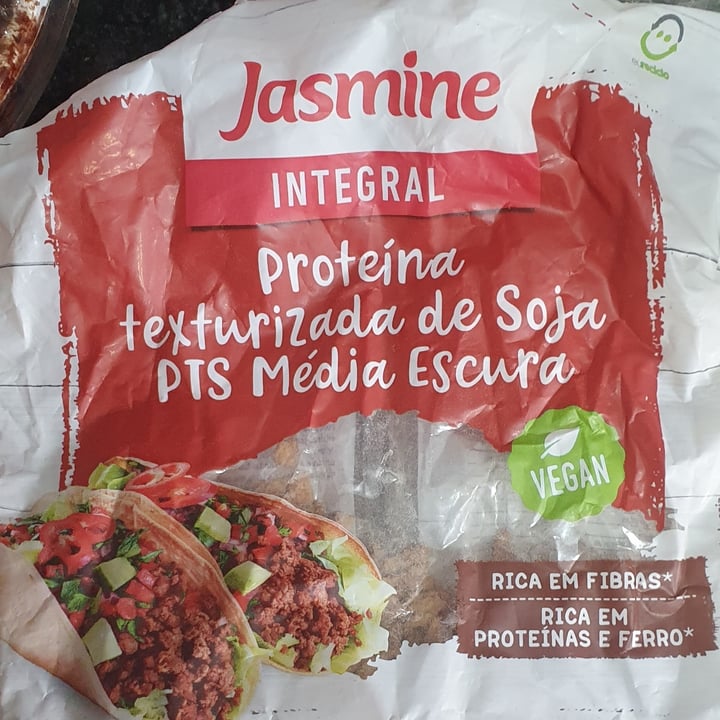 eureciclo
Jasmine
INTEGRAL
Proteína
texturizada de Soja
PTS Média Escura
VEGAN
RICA EM FIBRAS*
RICA EM
PROTEÍNAS E FERRO*